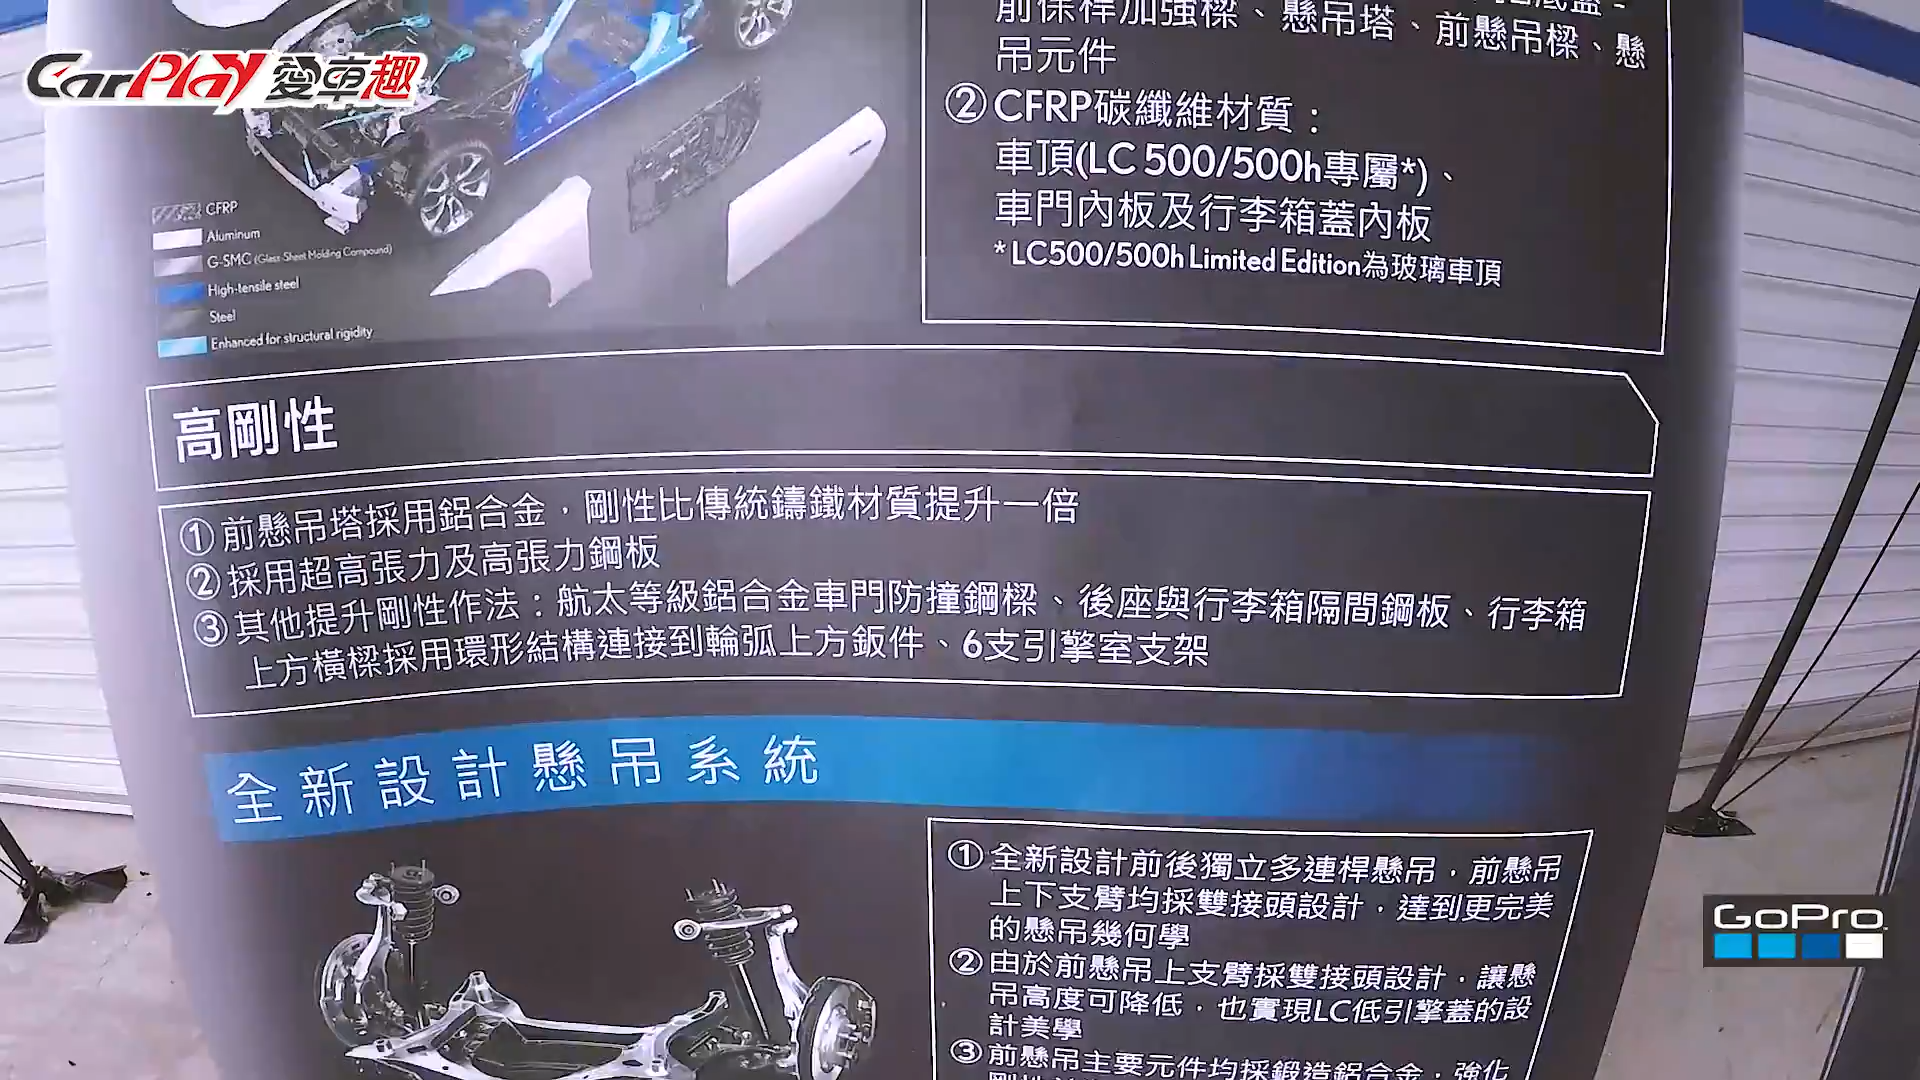 CarPlay 愛車趣
前保桿加強樑、懸吊塔、前懸吊樑、懸
吊元件
②CFRP碳纖維材質：
車頂(LC 500/500h專屬*)、
車門內板及行李箱蓋內板
*LC500/500h Limited Edition為玻璃車頂
CFRP
Aluminum
G-SMC (Glass-Sheet Molding Compound)
High-tensile steel
Steel
Enhanced for structural rigidity
高剛性
①前懸吊塔採用鋁合金，剛性比傳統鑄鐵材質提升一倍
②採用超高張力及高張力鋼板
③其他提升剛性作法：航太等級鋁合金車門防撞鋼樑、後座與行李箱隔間鋼板、行李箱
上方橫樑採用環形結構連接到輪弧上方鈑件、6支引擎室支架
全新設計懸吊系統
①全新設計前後獨立多連桿懸吊，前懸吊
上下支臂均採雙接頭設計，達到更完美
的懸吊幾何學
②由於前懸吊上支臂採雙接頭設計，讓懸
吊高度可降低，也實現LC低引擎蓋的設
計美學
③前懸吊主要元件均採鍛造鋁合金，強化
GoPro